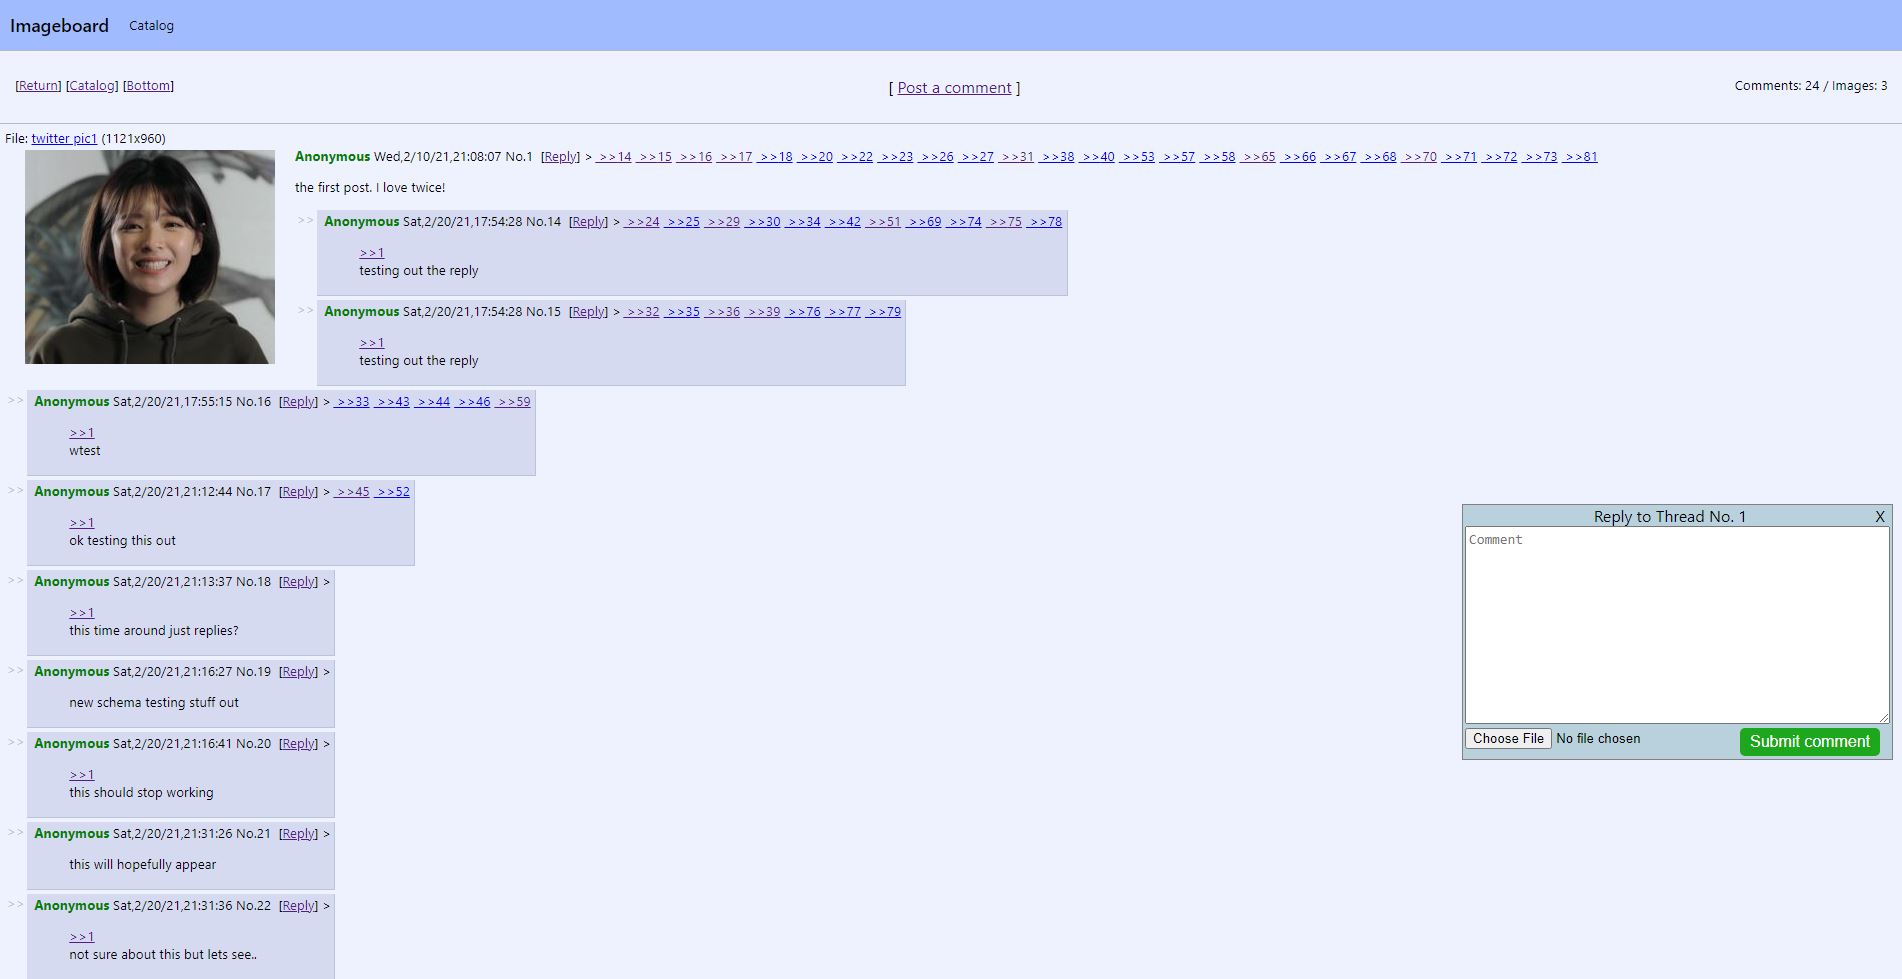 Imageboard Catalog
[Return] [Catalog] [Bottom] [ Post a comment ] Comments: 24 / Images: 3
File: twitter pic1 (1121x960)
Anonymous Wed,2/10/21,21:08:07 No.1 [Reply] > >>14 >>15 >>16 >>17 >>18 >>20 >>22 >>23 >>26 >>27 >>31 >>38 >>40 >>53 >>57 >>58 >>65 >>66 >>67 >>68 >>70 >>71 >>72 >>73 >>81
the first post. I love twice!
>> Anonymous Sat,2/20/21,17:54:28 No.14 [Reply] > >>24 >>25 >>29 >>30 >>34 >>42 >>51 >>69 >>74 >>75 >>78
>>1
testing out the reply
>> Anonymous Sat,2/20/21,17:54:28 No.15 [Reply] > >>32 >>35 >>36 >>39 >>76 >>77 >>79
>>1
testing out the reply
>> Anonymous Sat,2/20/21,17:55:15 No.16 [Reply] > >>33 >>43 >>44 >>46 >>59
>>1
wtest
>> Anonymous Sat,2/20/21,21:12:44 No.17 [Reply] > >>45 >>52
>>1
ok testing this out
>> Anonymous Sat,2/20/21,21:13:37 No.18 [Reply] >
>>1
this time around just replies?
>> Anonymous Sat,2/20/21,21:16:27 No.19 [Reply] >
new schema testing stuff out
>> Anonymous Sat,2/20/21,21:16:41 No.20 [Reply] >
>>1
this should stop working
>> Anonymous Sat,2/20/21,21:31:26 No.21 [Reply] >
this will hopefully appear
>> Anonymous Sat,2/20/21,21:31:36 No.22 [Reply] >
>>1
not sure about this but lets see..
Reply to Thread No. 1 X
Comment
Choose File No file chosen Submit comment